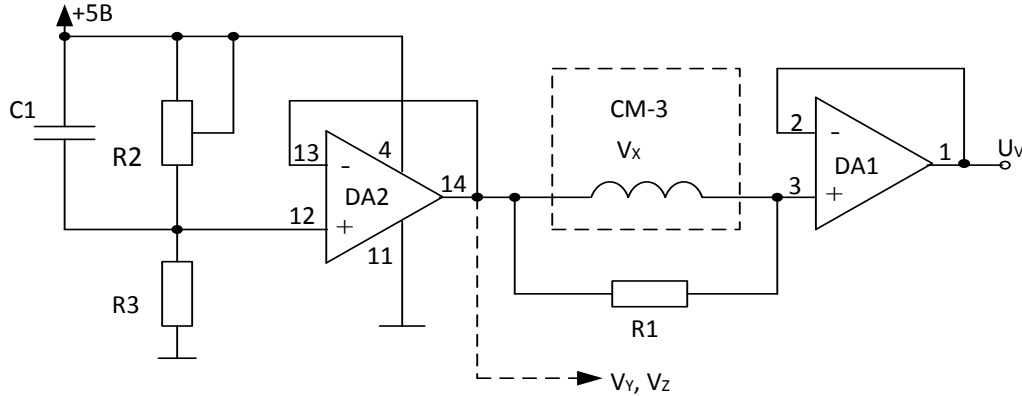 +5В
C1
R2
R3
13
-
4
DA2
14
12
+
11
CM-3
VX
R1
VY, VZ
2
-
DA1
1
3
+
UV